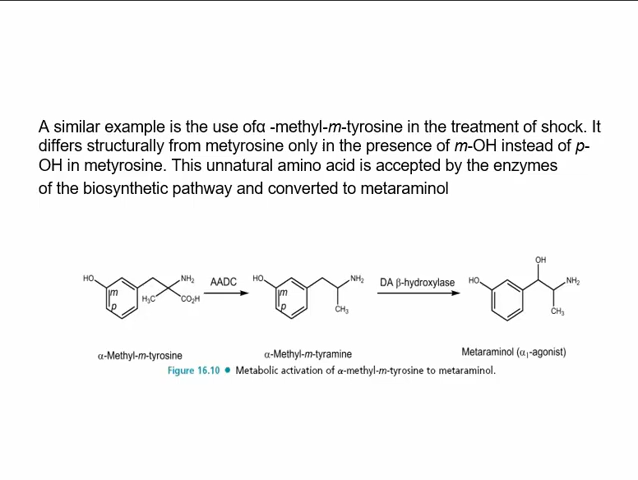 A similar example is the use ofα -methyl-m-tyrosine in the treatment of shock. It
differs structurally from metyrosine only in the presence of m-OH instead of p-
OH in metyrosine. This unnatural amino acid is accepted by the enzymes
of the biosynthetic pathway and converted to metaraminol
HO
m
p
H₃C
NH₂
CO₂H
AADC
HO
m
p
NH₂
CH₃
DA β-hydroxylase
HO
OH
NH₂
CH₃
α-Methyl-m-tyrosine
α-Methyl-m-tyramine
Metaraminol (α₁-agonist)
Figure 16.10 ● Metabolic activation of α-methyl-m-tyrosine to metaraminol.